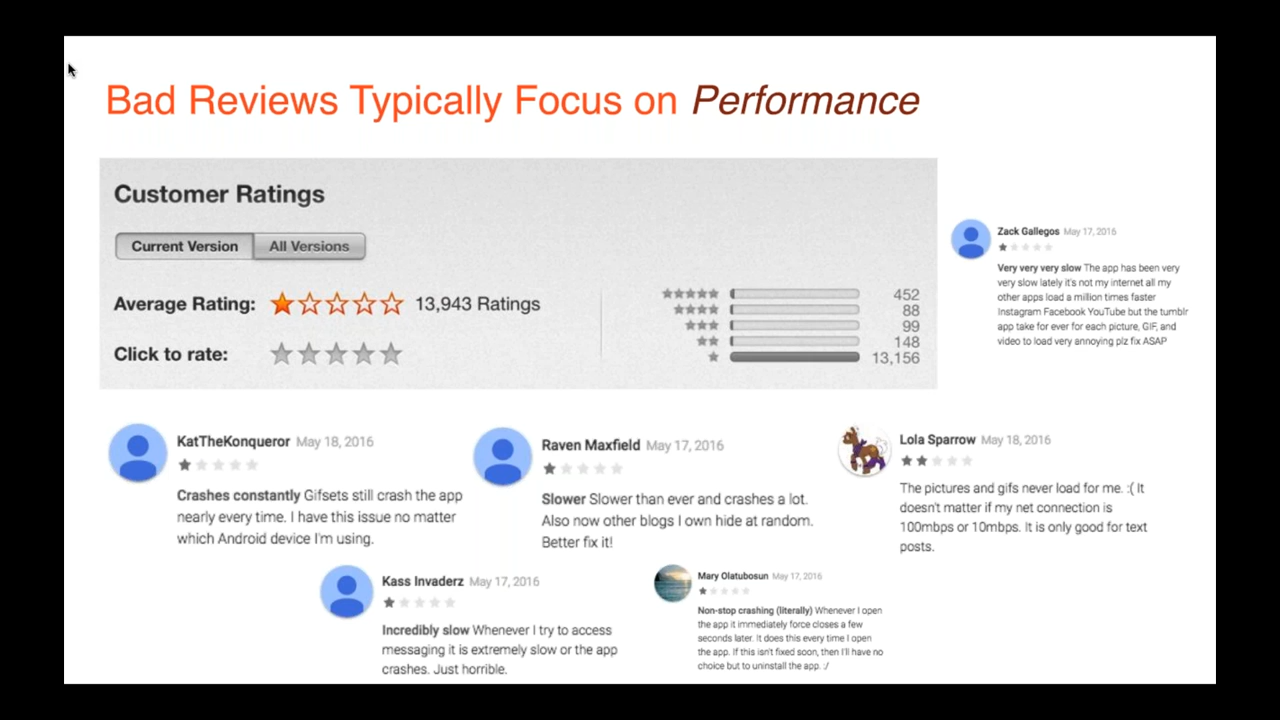 Bad Reviews Typically Focus on Performance
Customer Ratings
Current Version All Versions
Average Rating: 13,943 Ratings
Click to rate:
452
88
99
148
13,156
Zack Gallegos May 17, 2016
Very very very slow The app has been very
very slow lately it's not my internet all my
other apps load a million times faster
Instagram Facebook YouTube but the tumblr
app take for ever for each picture, GIF, and
video to load very annoying plz fix ASAP
KatTheKonqueror May 18, 2016
Crashes constantly Gifsets still crash the app
nearly every time. I have this issue no matter
which Android device I'm using.
Raven Maxfield May 17, 2016
Slower Slower than ever and crashes a lot.
Also now other blogs I own hide at random.
Better fix it!
Lola Sparrow May 18, 2016
The pictures and gifs never load for me. :( It
doesn't matter if my net connection is
100mbps or 10mbps. It is only good for text
posts.
Kass Invaderz May 17, 2016
Incredibly slow Whenever I try to access
messaging it is extremely slow or the app
crashes. Just horrible.
Mary Olatubosun May 17, 2016
Non-stop crashing (literally) Whenever I open
the app it immediately force closes a few
seconds later. It does this every time I open
the app. If this isn't fixed soon, then I'll have no
choice but to uninstall the app. :/